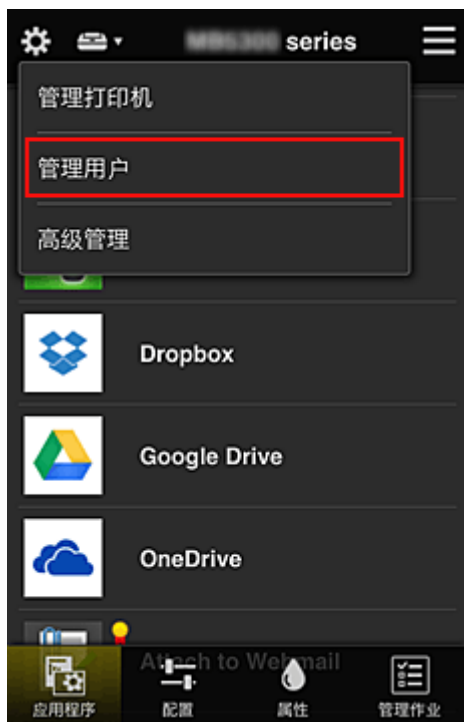 series
管理打印机
管理用户
高级管理
Dropbox
Google Drive
OneDrive
Attach to Webmail
应用程序
配置
属性
管理作业